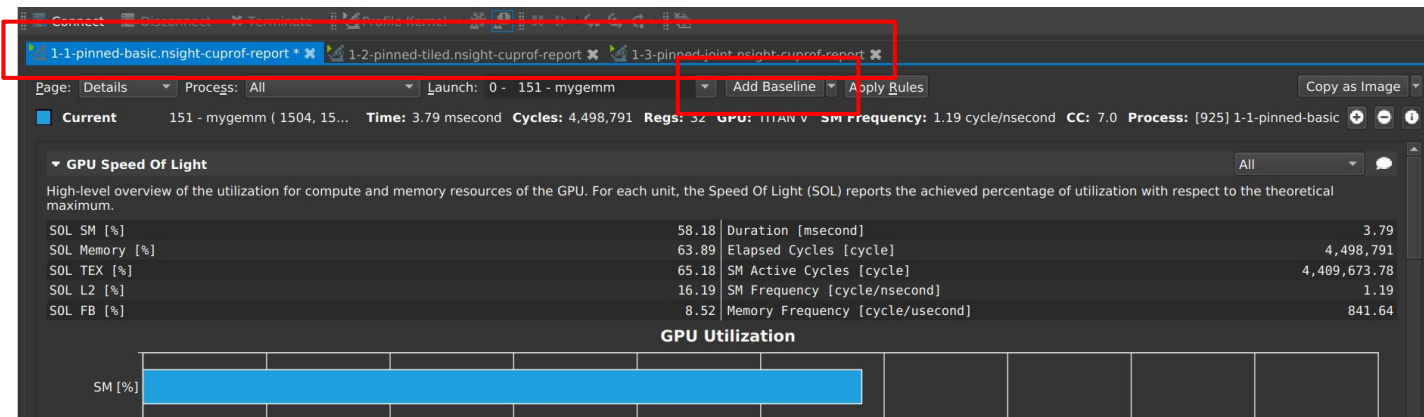 Connect Disconnect Terminate Profile Kernel
1-1-pinned-basic.nsight-cuprof-report * 1-2-pinned-tiled.nsight-cuprof-report 1-3-pinned-joint.nsight-cuprof-report
Page: Details Process: All Launch: 0 - 151 - mygemm Add Baseline Apply Rules Copy as Image
Current 151 - mygemm ( 1504, 15... Time: 3.79 msecond Cycles: 4,498,791 Regs: 32 GPU: TITAN V SM Frequency: 1.19 cycle/nsecond CC: 7.0 Process: [925] 1-1-pinned-basic
GPU Speed Of Light All
High-level overview of the utilization for compute and memory resources of the GPU. For each unit, the Speed Of Light (SOL) reports the achieved percentage of utilization with respect to the theoretical
maximum.
SOL SM [%] 58.18 Duration [msecond] 3.79
SOL Memory [%] 63.89 Elapsed Cycles [cycle] 4,498,791
SOL TEX [%] 65.18 SM Active Cycles [cycle] 4,409,673.78
SOL L2 [%] 16.19 SM Frequency [cycle/nsecond] 1.19
SOL FB [%] 8.52 Memory Frequency [cycle/usecond] 841.64
GPU Utilization
SM [%]